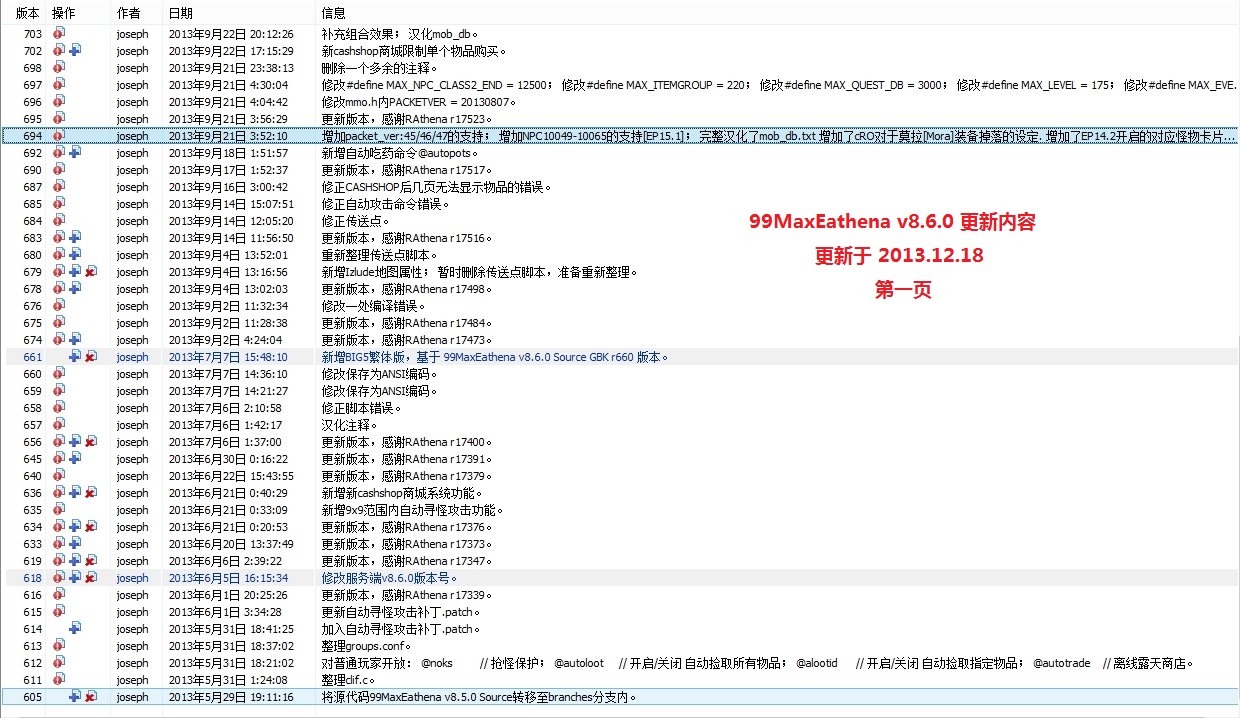 版本 操作 作者 日期 信息
703 joseph 2013年9月22日 20:12:26 补充组合效果； 汉化mob_db。
702 joseph 2013年9月22日 17:15:29 新cashshop商城限制单个物品购买。
698 joseph 2013年9月21日 23:38:13 删除一个多余的注释。
697 joseph 2013年9月21日 4:30:04 修改#define MAX_NPC_CLASS2_END = 12500； 修改#define MAX_ITEMGROUP = 220； 修改#define MAX_QUEST_DB = 3000； 修改#define MAX_LEVEL = 175； 修改#define MAX_EVE.
696 joseph 2013年9月21日 4:04:42 修改mmo.h内PACKETVER = 20130807。
695 joseph 2013年9月21日 3:56:29 更新版本，感谢RAthena r17523。
694 joseph 2013年9月21日 3:52:10 增加packet_ver:45/46/47的支持； 增加NPC10049-10065的支持[EP15.1]； 完整汉化了mob_db.txt 增加了cRO对于莫拉[Mora]装备掉落的设定. 增加了EP14.2开启的对应怪物卡片...
692 joseph 2013年9月18日 1:51:57 新增自动吃药命令@autopots。
690 joseph 2013年9月17日 1:52:37 更新版本，感谢RAthena r17517。
687 joseph 2013年9月16日 3:00:42 修正CASHSHOP后几页无法显示物品的错误。
685 joseph 2013年9月14日 15:07:51 修正自动攻击命令错误。
684 joseph 2013年9月14日 12:05:20 修正传送点。
683 joseph 2013年9月14日 11:56:50 更新版本，感谢RAthena r17516。
680 joseph 2013年9月4日 13:52:01 重新整理传送点脚本。
679 joseph 2013年9月4日 13:16:56 新增Izlude地图属性； 暂时删除传送点脚本，准备重新整理。
678 joseph 2013年9月4日 13:02:03 更新版本，感谢RAthena r17498。
676 joseph 2013年9月2日 11:32:34 修改一处编译错误。
675 joseph 2013年9月2日 11:28:38 更新版本，感谢RAthena r17484。
674 joseph 2013年9月2日 4:24:04 更新版本，感谢RAthena r17473。
661 joseph 2013年7月7日 15:48:10 新增BIG5繁体版，基于 99MaxEathena v8.6.0 Source GBK r660 版本。
660 joseph 2013年7月7日 14:36:10 修改保存为ANSI编码。
659 joseph 2013年7月7日 14:21:27 修改保存为ANSI编码。
658 joseph 2013年7月6日 2:10:58 修正脚本错误。
657 joseph 2013年7月6日 1:42:17 汉化注释。
656 joseph 2013年7月6日 1:37:00 更新版本，感谢RAthena r17400。
645 joseph 2013年6月30日 0:16:22 更新版本，感谢RAthena r17391。
640 joseph 2013年6月22日 15:43:55 更新版本，感谢RAthena r17379。
636 joseph 2013年6月21日 0:40:29 新增新cashshop商城系统功能。
635 joseph 2013年6月21日 0:33:09 新增9x9范围内自动寻怪攻击功能。
634 joseph 2013年6月21日 0:20:53 更新版本，感谢RAthena r17376。
633 joseph 2013年6月20日 13:37:49 更新版本，感谢RAthena r17373。
619 joseph 2013年6月6日 2:39:22 更新版本，感谢RAthena r17347。
618 joseph 2013年6月5日 16:15:34 修改服务端v8.6.0版本号。
616 joseph 2013年6月1日 20:25:26 更新版本，感谢RAthena r17339。
615 joseph 2013年6月1日 3:34:28 更新自动寻怪攻击补丁.patch。
614 joseph 2013年5月31日 18:41:25 加入自动寻怪攻击补丁.patch。
613 joseph 2013年5月31日 18:37:02 整理groups.conf。
612 joseph 2013年5月31日 18:21:02 对普通玩家开放： @noks //抢怪保护； @autoloot //开启/关闭 自动捡取所有物品； @alootid //开启/关闭 自动捡取指定物品； @autotrade //离线露天商店。
611 joseph 2013年5月31日 1:24:08 整理clif.c。
605 joseph 2013年5月29日 19:11:16 将源代码99MaxEathena v8.5.0 Source转移至branches分支内。
99MaxEathena v8.6.0 更新内容
更新于 2013.12.18
第一页